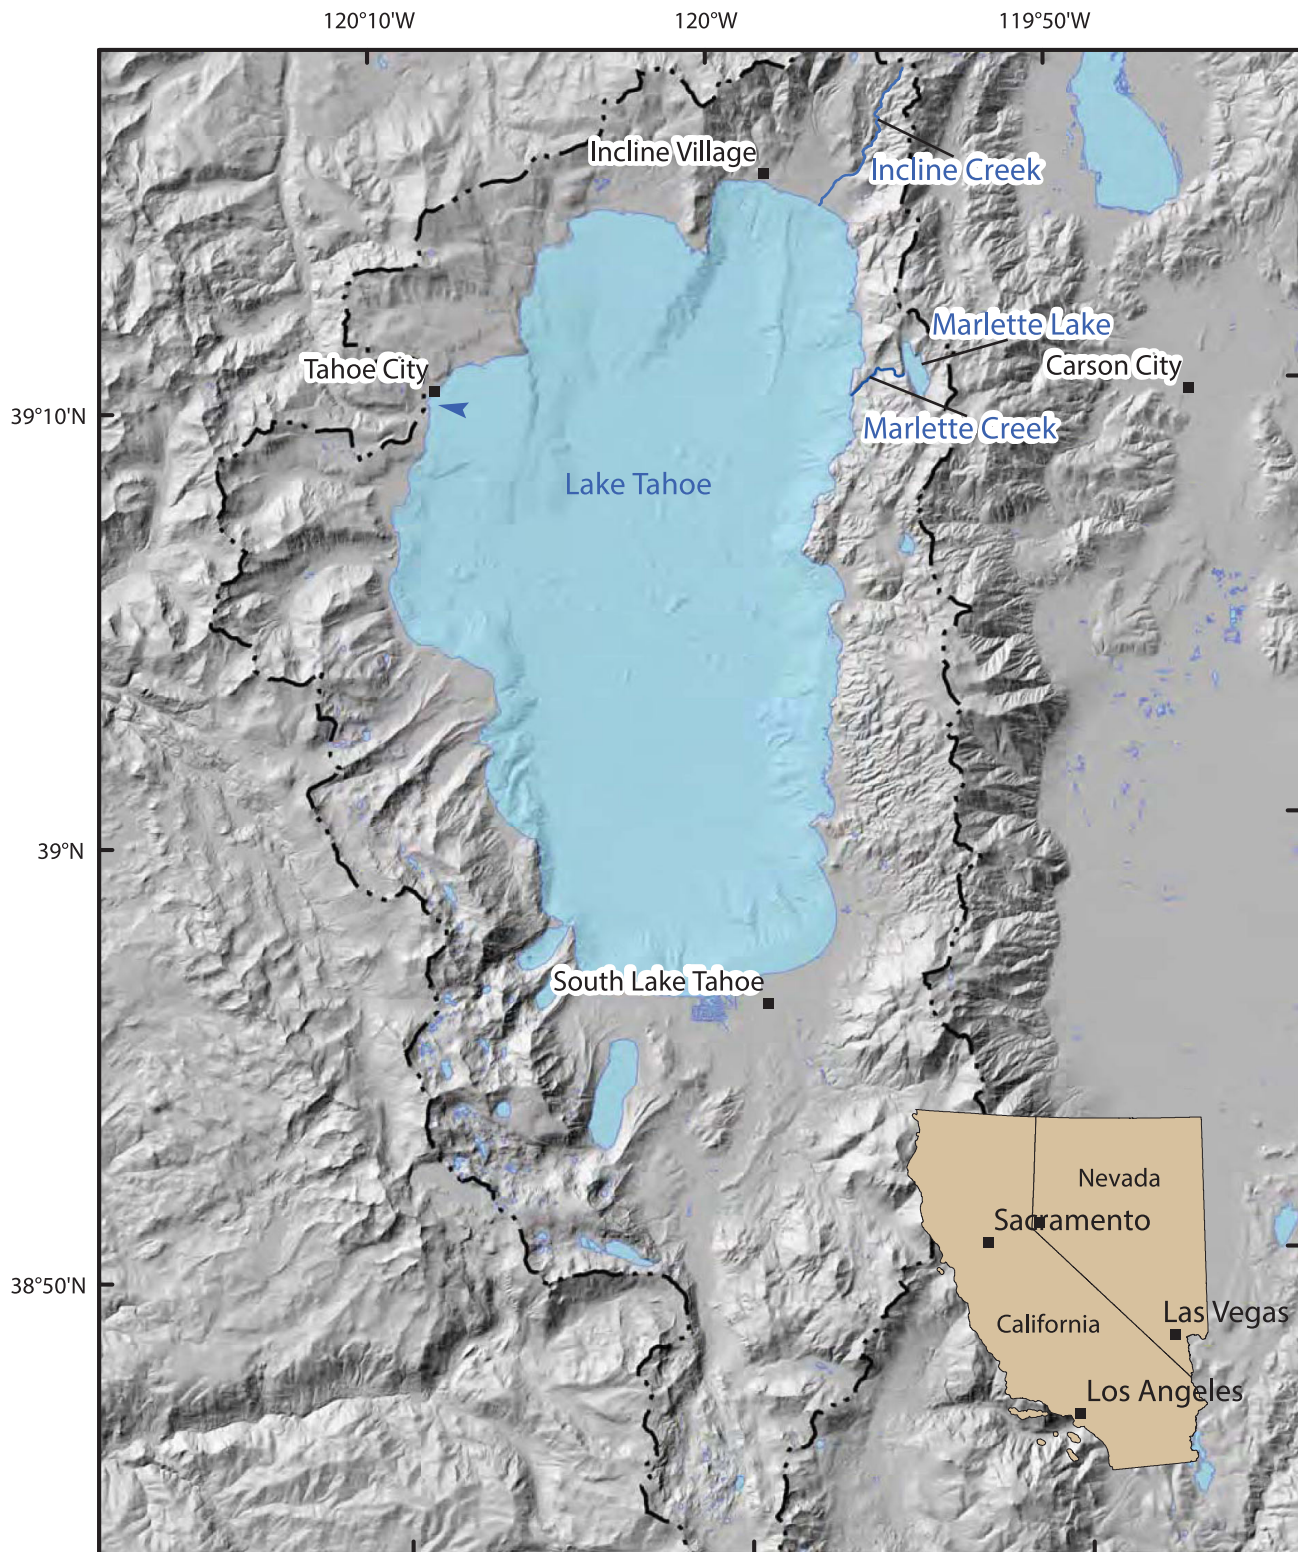 120°10'W 120°W 119°50'W
Incline Village
Incline Creek
Marlette Lake
Tahoe City
Carson City
39°10'N
Marlette Creek
Lake Tahoe
39°N
South Lake Tahoe
Nevada
Sacramento
38°50'N
Las Vegas
California
Los Angeles